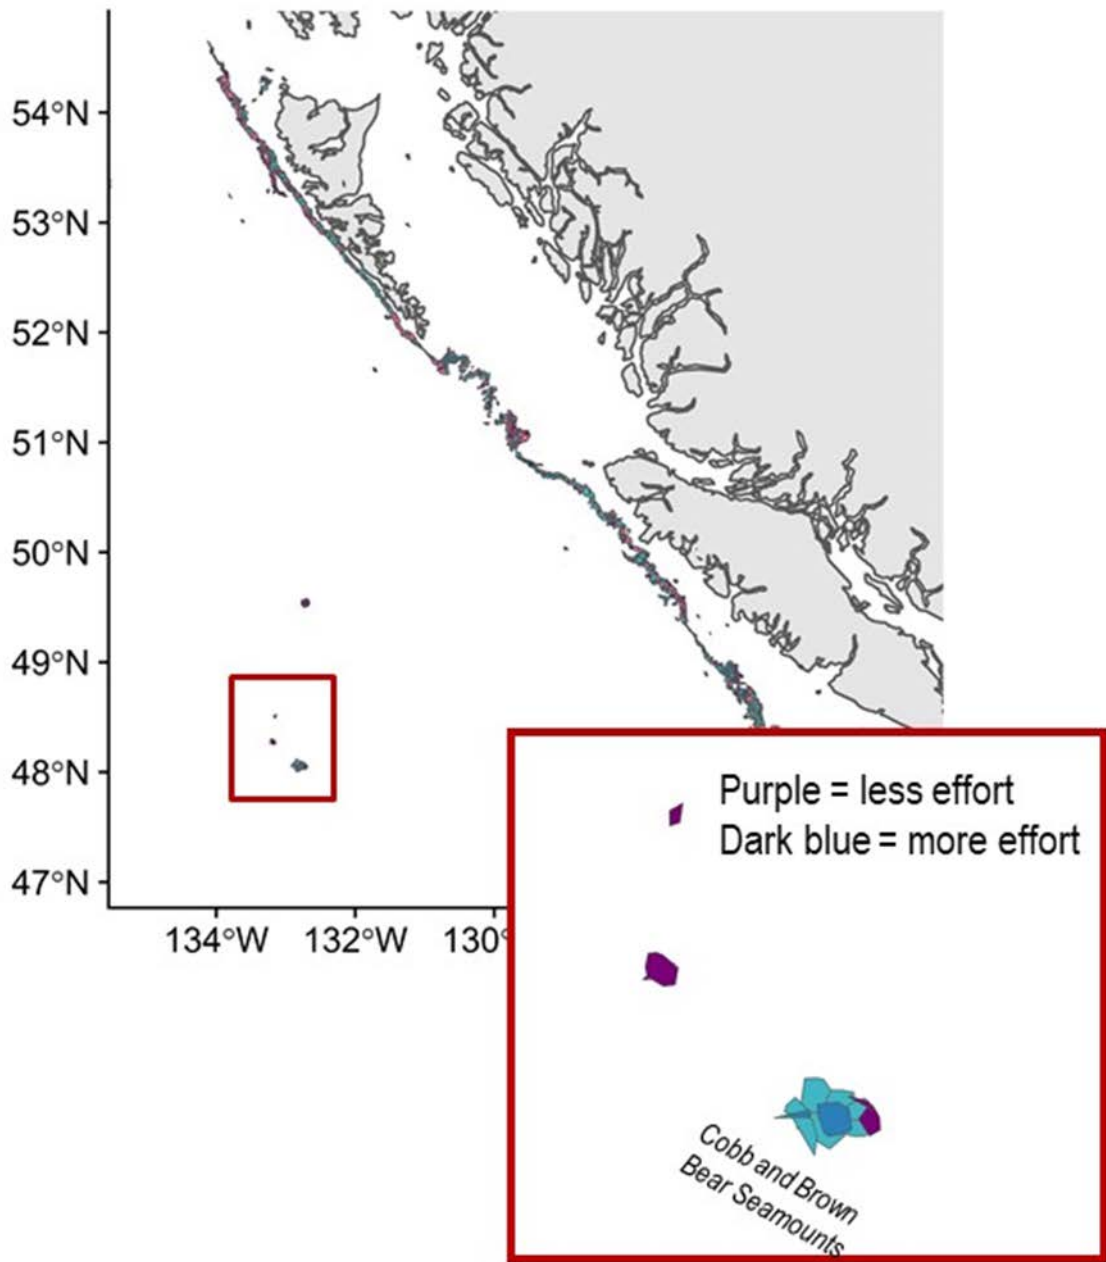 54°N
53°N
52°N
51°N
50°N
49°N
48°N
47°N
134°W
132°W
130°
Purple = less effort
Dark blue = more effort
Cobb and Brown
Bear Seamounts